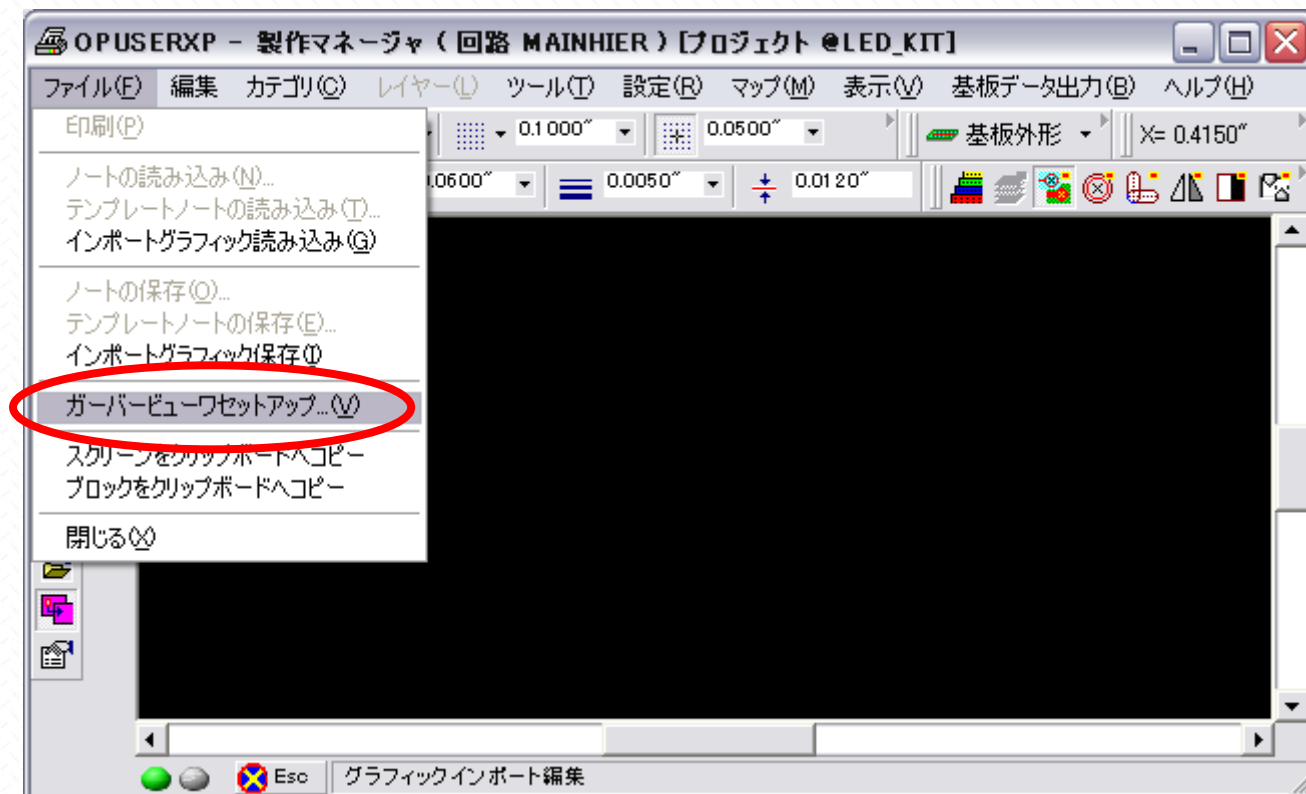 OPUSERXP - 製作マネージャ ( 回路 MAINHIER ) [プロジェクト @LED_KIT]
ファイル(F) 編集 カテゴリ(C) レイヤー(L) ツール(T) 設定(R) マップ(M) 表示(V) 基板データ出力(B) ヘルプ(H)
0.1000″ 0.0500″ 基板外形 X= 0.4150″
0.0050″ 0.0120″
印刷(P)
ノートの読み込み(N)...
テンプレートノートの読み込み(T)...
インポートグラフィック読み込み(G)
ノートの保存(O)...
テンプレートノートの保存(E)...
インポートグラフィック保存(I)
ガーバービューワセットアップ...(V)
スクリーンをクリップボードへコピー
ブロックをクリップボードへコピー
閉じる(X)
Esc グラフィックインポート編集